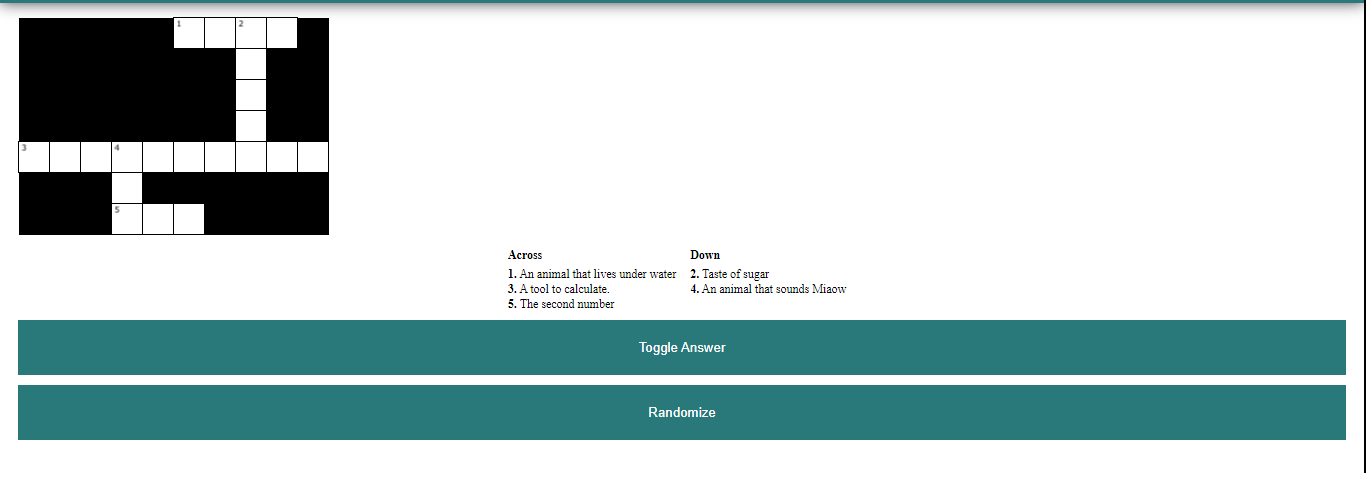 1 2
3 4
5
Across
1. An animal that lives under water
3. A tool to calculate.
5. The second number
Down
2. Taste of sugar
4. An animal that sounds Miaow
Toggle Answer
Randomize